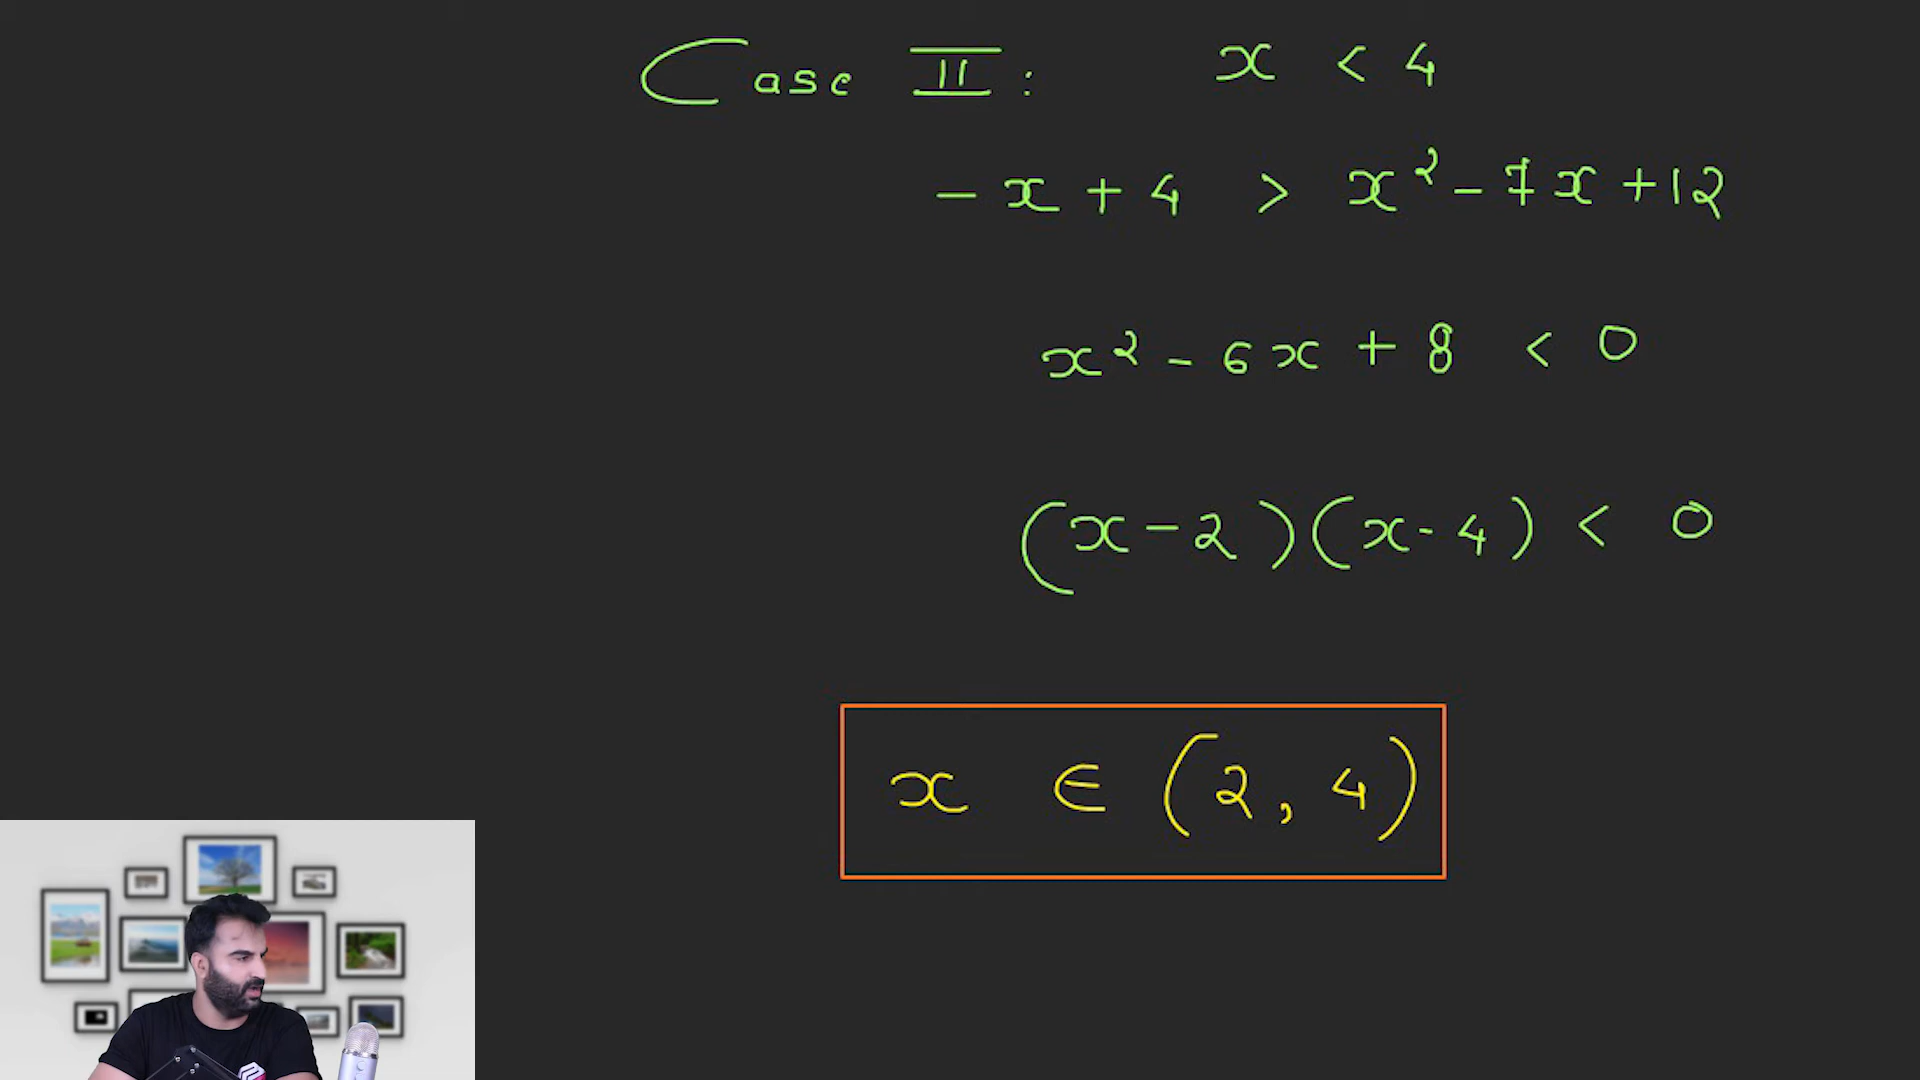 Case II: x < 4
- x + 4 > x² - 7x + 12
x² - 6x + 8 < 0
(x - 2)(x - 4) < 0
x ∈ (2, 4)